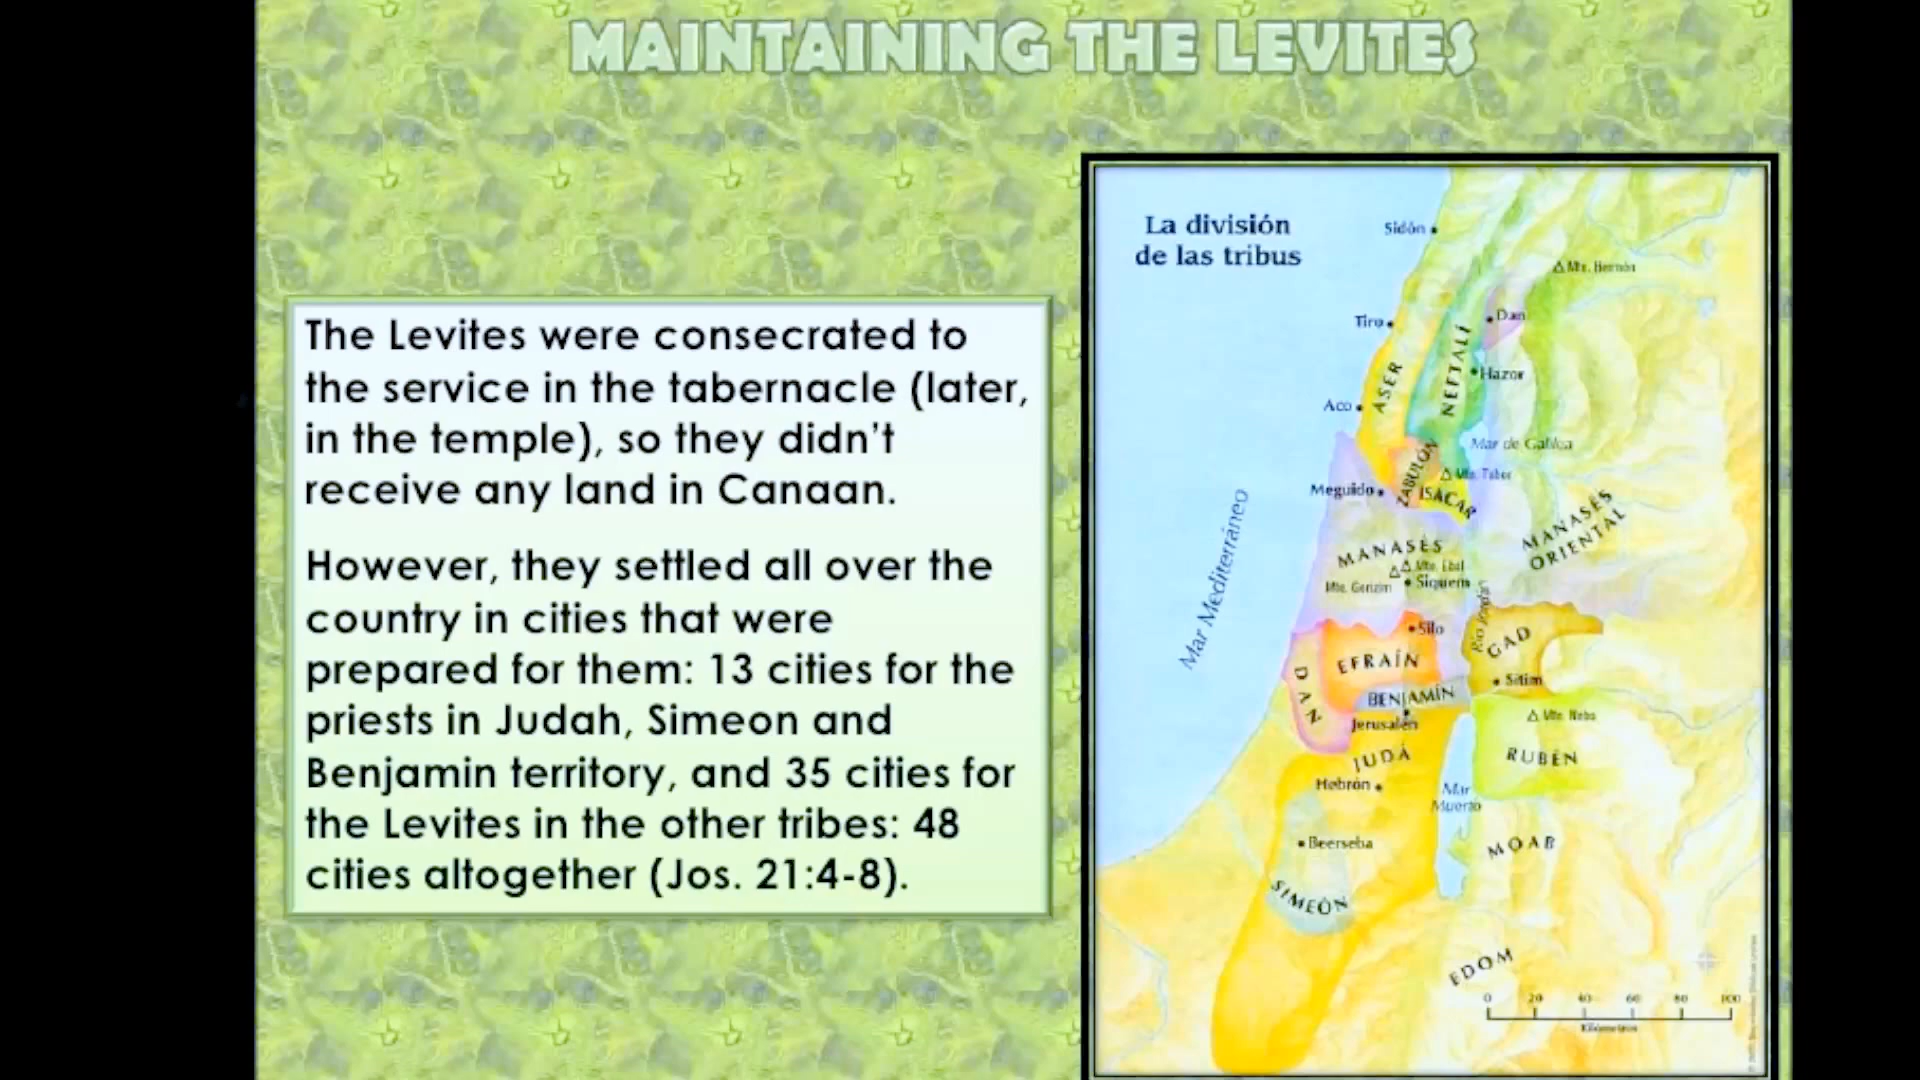 MAINTAINING THE LEVITES
The Levites were consecrated to
the service in the tabernacle (later,
in the temple), so they didn't
receive any land in Canaan.
However, they settled all over the
country in cities that were
prepared for them: 13 cities for the
priests in Judah, Simeon and
Benjamin territory, and 35 cities for
the Levites in the other tribes: 48
cities altogether (Jos. 21:4-8).
La división
de las tribus
Sidón
Mte. Hermón
Tiro
Dan
NEFTALÍ
ASER
Hazor
Aco
Mar de Galilea
ZABULÓN
Mte. Tabor
Meguido
ISACAR
Mar Mediterráneo
MANASÉS
ORIENTAL
MANASÉS
Mte. Ebal
Mte. Gerizim
Siquem
Río Jordán
Silo
GAD
EFRAÍN
Sitim
DAN
BENJAMÍN
Jerusalén
Mte. Nebo
JUDÁ
RUBÉN
Hebrón
Mar
Muerto
Beerseba
MOAB
SIMEÓN
EDOM
0 20 40 60 80 100
Kilómetros